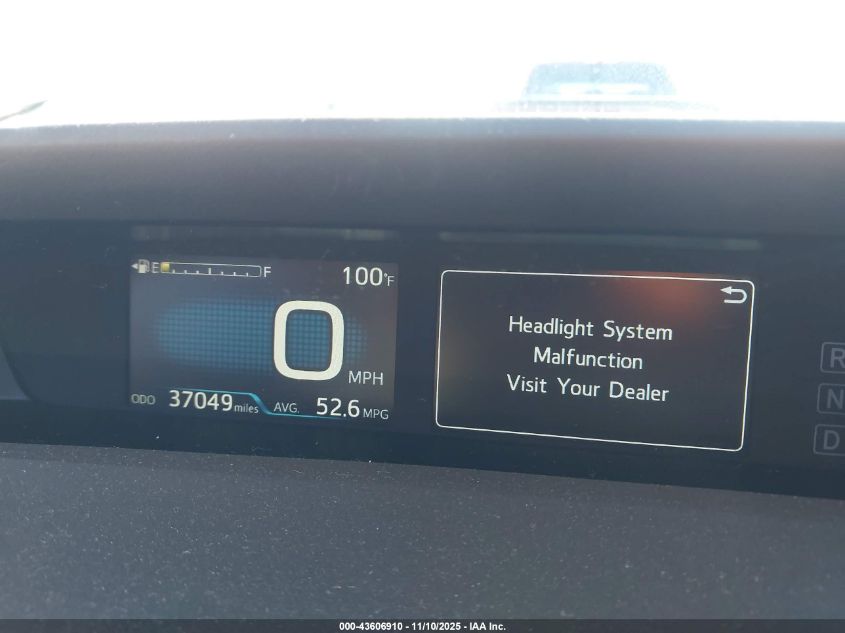 E F 100°F
0
MPH
ODO 37049 miles AVG. 52.6 MPG
Headlight System
Malfunction
Visit Your Dealer
R
N
D
000-43606910 - 11/10/2025 - IAA Inc.